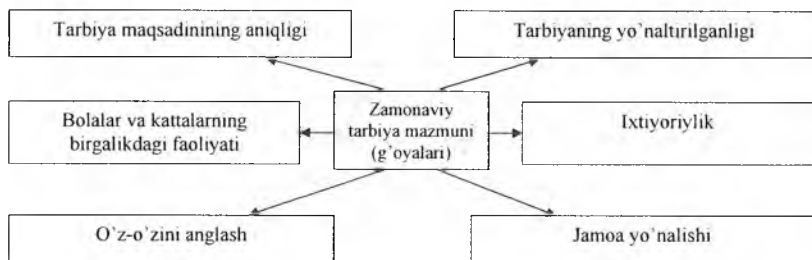 Tarbiya maqsadinining aniqligi
Tarbiyaning yo`naltirilganligi
Bolalar va kattalarning
birgalikdagi faoliyati
Zamonaviy
tarbiya mazmuni
(g`oyalari)
Ixtiyoriylik
O`z-o`zini anglash
Jamoa yo`nalishi